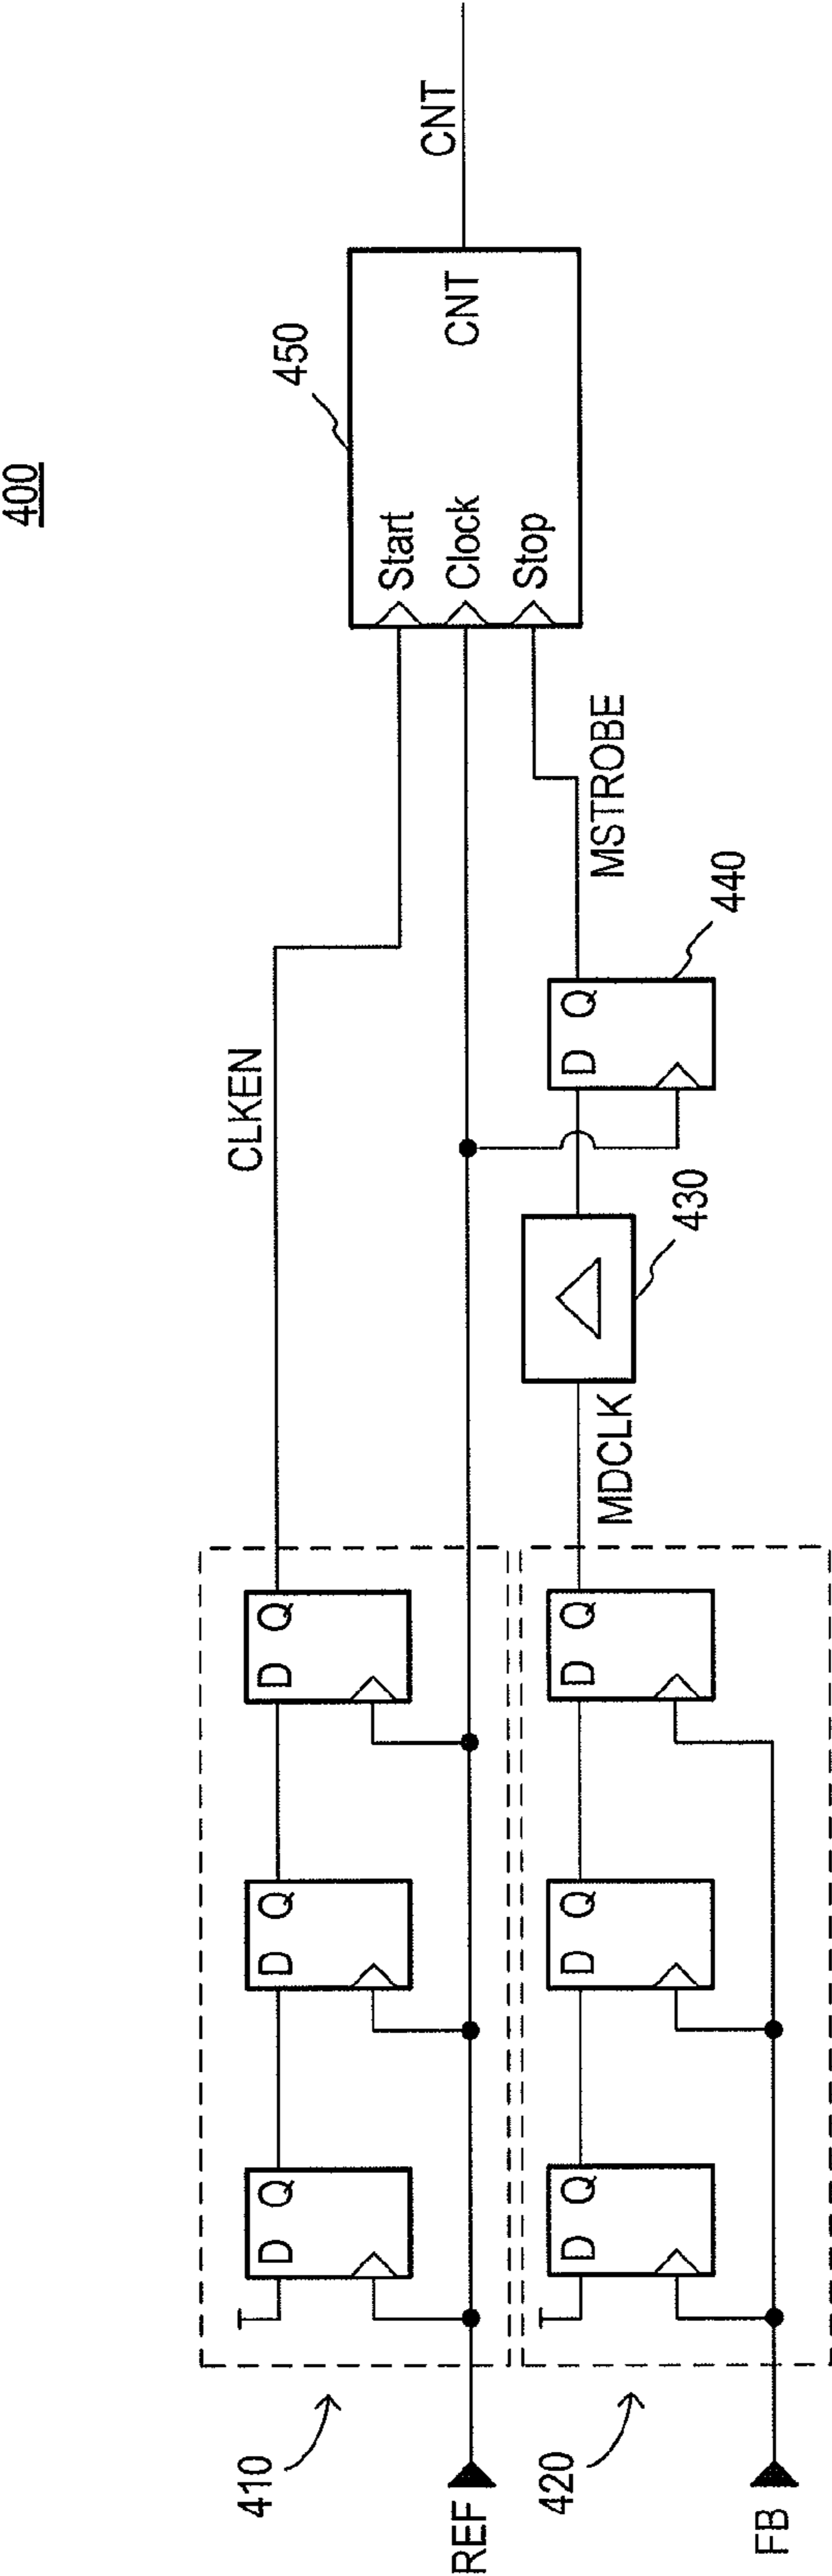 400
410
D Q
D Q
D Q
CLKEN
REF
420
D Q
D Q
D Q
FB
MDCLK
430
D Q
440
MSTROBE
450
Start
Clock
Stop
CNT
CNT